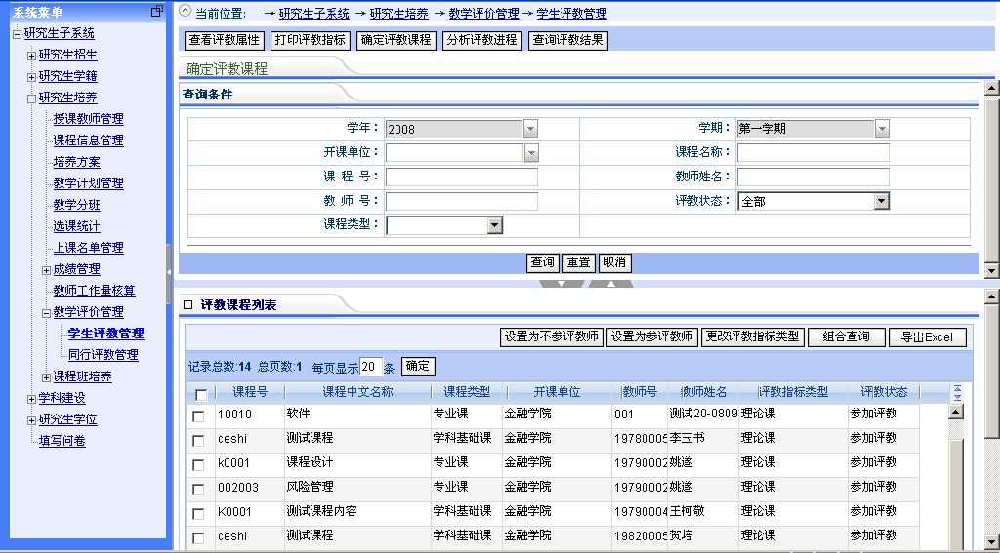 系统菜单
研究生子系统
研究生招生
研究生学籍
研究生培养
授课教师管理
课程信息管理
培养方案
教学计划管理
教学分班
选课统计
上课名单管理
成绩管理
教师工作量核算
教学评价管理
学生评教管理
同行评教管理
课程班培养
学科建设
研究生学位
填写问卷
当前位置: →研究生子系统 →研究生培养 →教学评价管理→学生评教管理
查看评教属性 打印评教指标 确定评教课程 分析评教进程 查询评教结果
确定评教课程
查询条件
学年: 2008 学期: 第一学期
开课单位: 课程名称:
课 程 号: 教师姓名:
教 师 号: 评教状态: 全部
课程类型:
查询 重置 取消
评教课程列表
设置为不参评教师 设置为参评教师 更改评教指标类型 组合查询 导出Excel
记录总数:14 总页数:1 每页显示 20 条 确定
课程号 课程中文名称 课程类型 开课单位 教师号 教师姓名 评教指标类型 评教状态
10010 软件 专业课 金融学院 001 测试20-0809 理论课 参加评教
ceshi 测试课程 学科基础课 金融学院 19780005 李玉书 理论课 参加评教
k0001 课程设计 专业课 金融学院 19790002 姚遂 理论课 参加评教
002003 风险管理 专业课 金融学院 19790002 姚遂 理论课 参加评教
K0001 测试课程内容 学科基础课 金融学院 19790004 王柯敬 理论课 参加评教
ceshi 测试课程 学科基础课 金融学院 19820005 贺培 理论课 参加评教